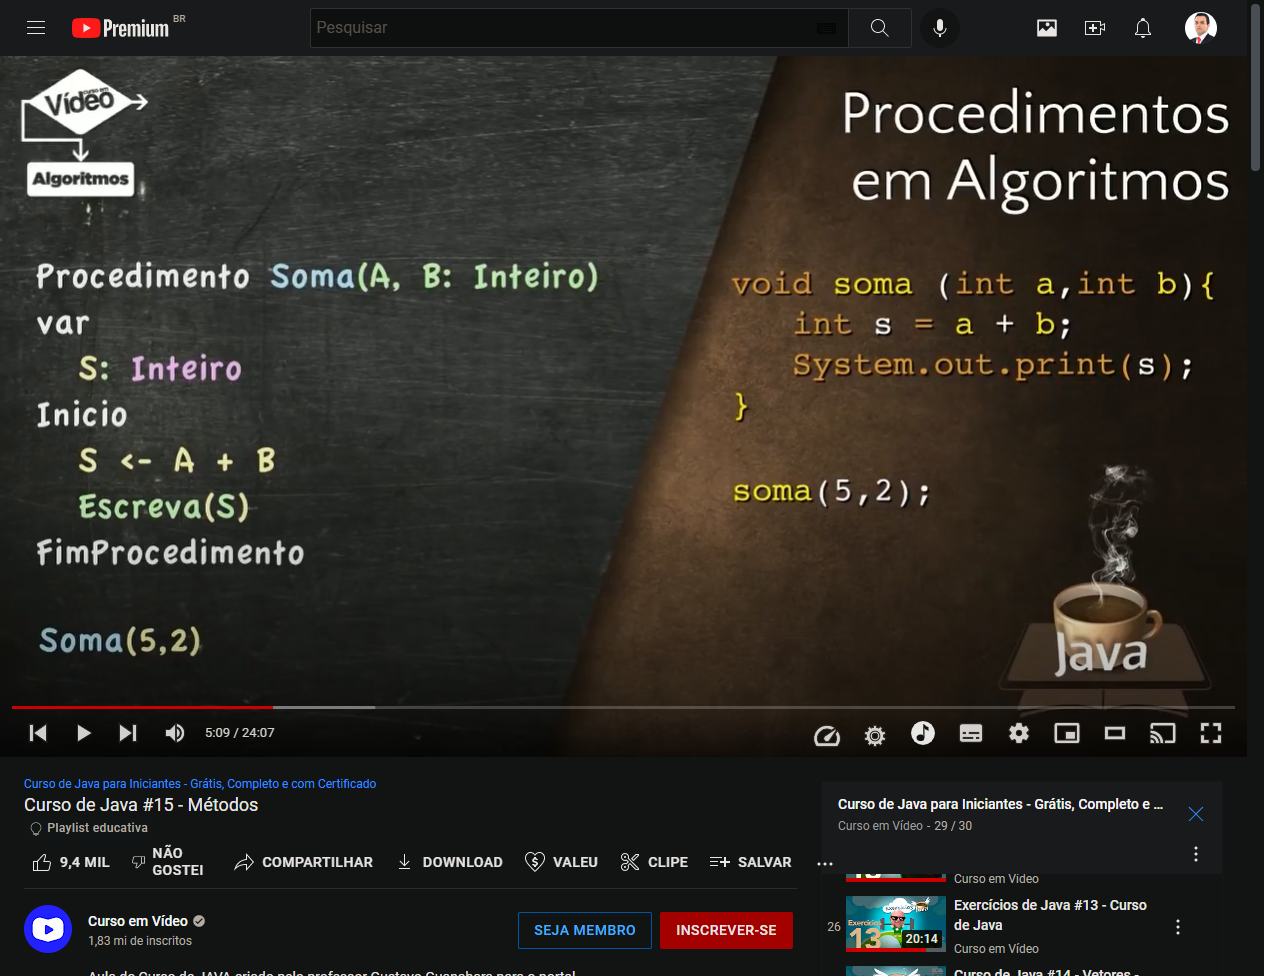 Premium BR
Pesquisar
curso em
Vídeo
Algoritmos
Procedimentos
em Algoritmos
Procedimento Soma(A, B: Inteiro)
var
S: Inteiro
Inicio
S <- A + B
Escreva(S)
FimProcedimento
Soma(5,2)
void soma (int a,int b){
int s = a + b;
System.out.print(s);
}
soma(5,2);
Java
5:09 / 24:07
Curso de Java para Iniciantes - Grátis, Completo e com Certificado
Curso de Java #15 - Métodos
Playlist educativa
9,4 MIL
NÃO
GOSTEI
COMPARTILHAR
DOWNLOAD
VALEU
CLIPE
SALVAR
Curso em Vídeo
1,83 mi de inscritos
SEJA MEMBRO
INSCREVER-SE
Aula do Curso de JAVA criado pelo professor Gustavo Guanabara para o portal
Curso de Java para Iniciantes - Grátis, Completo e ...
Curso em Vídeo - 29 / 30
Curso em Vídeo
26
Exercícios
13
20:14
Exercícios de Java #13 - Curso
de Java
Curso em Vídeo
Curso de Java #14 - Vetores -